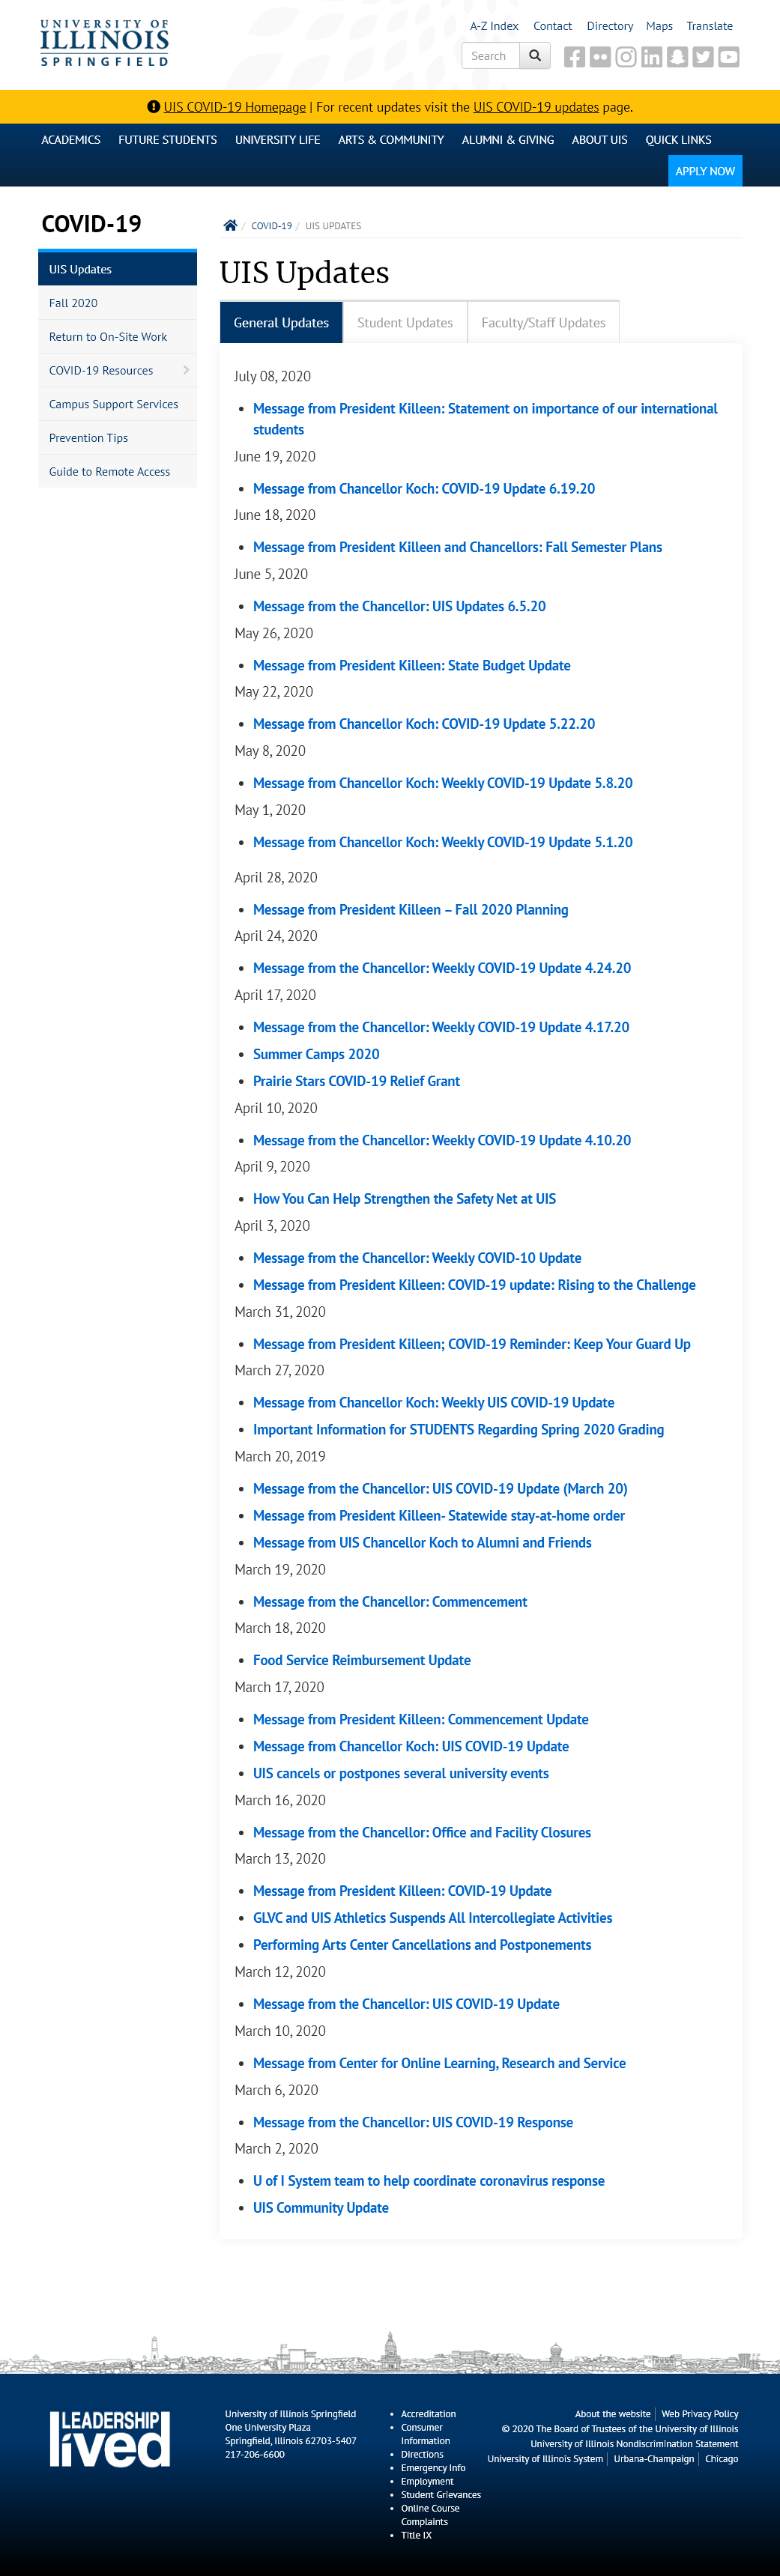 UNIVERSITY OF
ILLINOIS
SPRINGFIELD
A-Z Index Contact Directory Maps Translate
Search
UIS COVID-19 Homepage | For recent updates visit the UIS COVID-19 updates page.
ACADEMICS FUTURE STUDENTS UNIVERSITY LIFE ARTS & COMMUNITY ALUMNI & GIVING ABOUT UIS QUICK LINKS
APPLY NOW
COVID-19
UIS Updates
Fall 2020
Return to On-Site Work
COVID-19 Resources
Campus Support Services
Prevention Tips
Guide to Remote Access
/ COVID-19 / UIS UPDATES
UIS Updates
General Updates Student Updates Faculty/Staff Updates
July 08, 2020
• Message from President Killeen: Statement on importance of our international
students
June 19, 2020
• Message from Chancellor Koch: COVID-19 Update 6.19.20
June 18, 2020
• Message from President Killeen and Chancellors: Fall Semester Plans
June 5, 2020
• Message from the Chancellor: UIS Updates 6.5.20
May 26, 2020
• Message from President Killeen: State Budget Update
May 22, 2020
• Message from Chancellor Koch: COVID-19 Update 5.22.20
May 8, 2020
• Message from Chancellor Koch: Weekly COVID-19 Update 5.8.20
May 1, 2020
• Message from Chancellor Koch: Weekly COVID-19 Update 5.1.20
April 28, 2020
• Message from President Killeen – Fall 2020 Planning
April 24, 2020
• Message from the Chancellor: Weekly COVID-19 Update 4.24.20
April 17, 2020
• Message from the Chancellor: Weekly COVID-19 Update 4.17.20
• Summer Camps 2020
• Prairie Stars COVID-19 Relief Grant
April 10, 2020
• Message from the Chancellor: Weekly COVID-19 Update 4.10.20
April 9, 2020
• How You Can Help Strengthen the Safety Net at UIS
April 3, 2020
• Message from the Chancellor: Weekly COVID-10 Update
• Message from President Killeen: COVID-19 update: Rising to the Challenge
March 31, 2020
• Message from President Killeen; COVID-19 Reminder: Keep Your Guard Up
March 27, 2020
• Message from Chancellor Koch: Weekly UIS COVID-19 Update
• Important Information for STUDENTS Regarding Spring 2020 Grading
March 20, 2019
• Message from the Chancellor: UIS COVID-19 Update (March 20)
• Message from President Killeen- Statewide stay-at-home order
• Message from UIS Chancellor Koch to Alumni and Friends
March 19, 2020
• Message from the Chancellor: Commencement
March 18, 2020
• Food Service Reimbursement Update
March 17, 2020
• Message from President Killeen: Commencement Update
• Message from Chancellor Koch: UIS COVID-19 Update
• UIS cancels or postpones several university events
March 16, 2020
• Message from the Chancellor: Office and Facility Closures
March 13, 2020
• Message from President Killeen: COVID-19 Update
• GLVC and UIS Athletics Suspends All Intercollegiate Activities
• Performing Arts Center Cancellations and Postponements
March 12, 2020
• Message from the Chancellor: UIS COVID-19 Update
March 10, 2020
• Message from Center for Online Learning, Research and Service
March 6, 2020
• Message from the Chancellor: UIS COVID-19 Response
March 2, 2020
• U of I System team to help coordinate coronavirus response
• UIS Community Update
LEADERSHIP
lived
University of Illinois Springfield
One University Plaza
Springfield, Illinois 62703-5407
217-206-6600
• Accreditation
• Consumer
Information
• Directions
• Emergency Info
• Employment
• Student Grievances
• Online Course
Complaints
• Title IX
About the website | Web Privacy Policy
© 2020 The Board of Trustees of the University of Illinois
University of Illinois Nondiscrimination Statement
University of Illinois System | Urbana-Champaign | Chicago